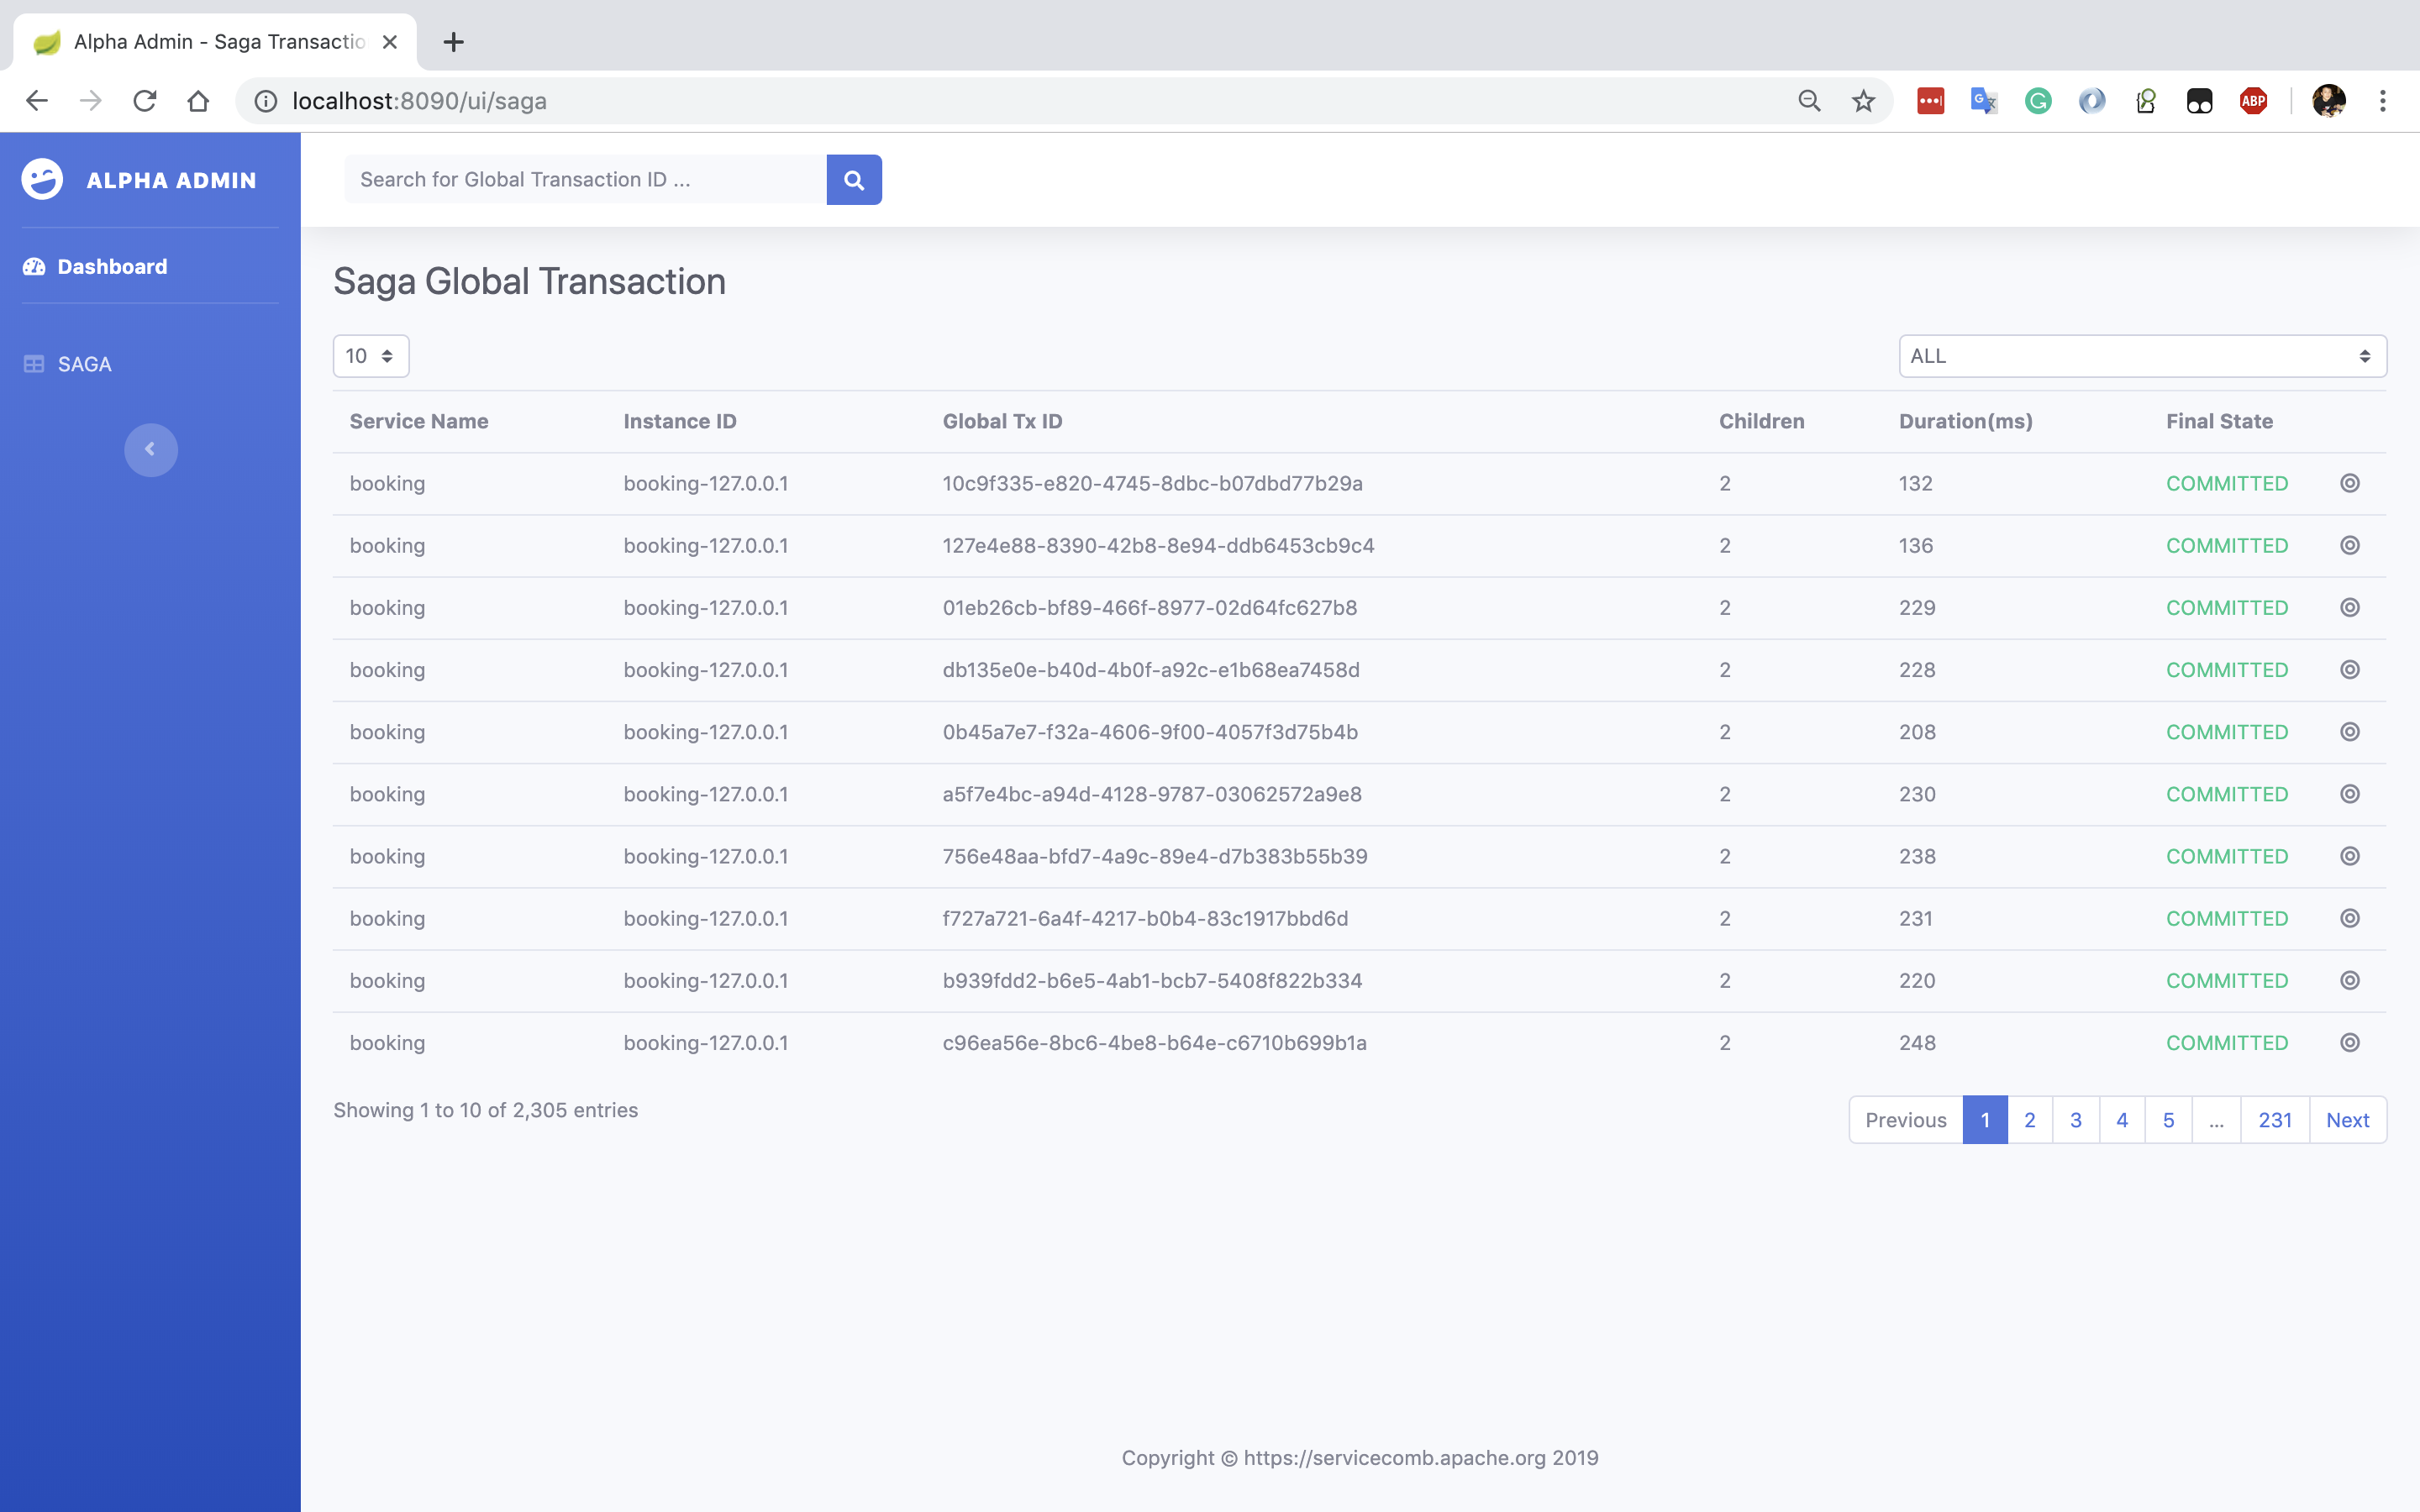 Alpha Admin - Saga Transactio
localhost:8090/ui/saga
ABP
ALPHA ADMIN
Search for Global Transaction ID ...
Dashboard
SAGA
Saga Global Transaction
10 ALL
Service Name Instance ID Global Tx ID Children Duration(ms) Final State
booking booking-127.0.0.1 10c9f335-e820-4745-8dbc-b07dbd77b29a 2 132 COMMITTED
booking booking-127.0.0.1 127e4e88-8390-42b8-8e94-ddb6453cb9c4 2 136 COMMITTED
booking booking-127.0.0.1 01eb26cb-bf89-466f-8977-02d64fc627b8 2 229 COMMITTED
booking booking-127.0.0.1 db135e0e-b40d-4b0f-a92c-e1b68ea7458d 2 228 COMMITTED
booking booking-127.0.0.1 0b45a7e7-f32a-4606-9f00-4057f3d75b4b 2 208 COMMITTED
booking booking-127.0.0.1 a5f7e4bc-a94d-4128-9787-03062572a9e8 2 230 COMMITTED
booking booking-127.0.0.1 756e48aa-bfd7-4a9c-89e4-d7b383b55b39 2 238 COMMITTED
booking booking-127.0.0.1 f727a721-6a4f-4217-b0b4-83c1917bbd6d 2 231 COMMITTED
booking booking-127.0.0.1 b939fdd2-b6e5-4ab1-bcb7-5408f822b334 2 220 COMMITTED
booking booking-127.0.0.1 c96ea56e-8bc6-4be8-b64e-c6710b699b1a 2 248 COMMITTED
Showing 1 to 10 of 2,305 entries
Previous 1 2 3 4 5 ... 231 Next
Copyright © https://servicecomb.apache.org 2019